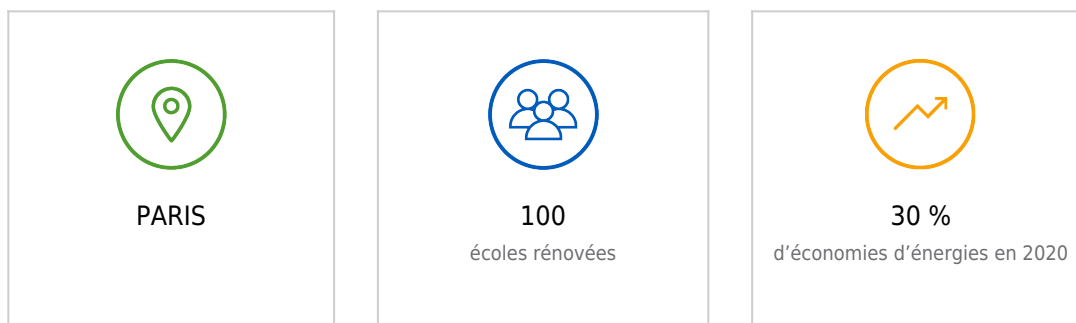 PARIS
100
écoles rénovées
30 %
d’économies d’énergies en 2020